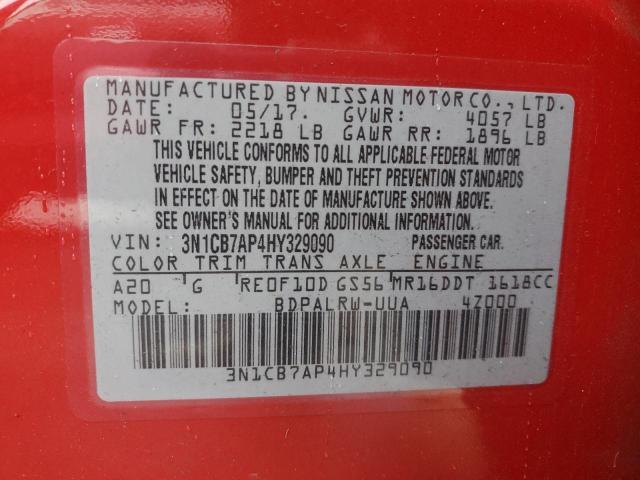 MANUFACTURED BY NISSAN MOTOR CO., LTD.
DATE: 05/17. GVWR: 4057 LB
GAWR FR: 2218 LB GAWR RR: 1896 LB
THIS VEHICLE CONFORMS TO ALL APPLICABLE FEDERAL MOTOR
VEHICLE SAFETY, BUMPER AND THEFT PREVENTION STANDARDS
IN EFFECT ON THE DATE OF MANUFACTURE SHOWN ABOVE.
SEE OWNER'S MANUAL FOR ADDITIONAL INFORMATION.
VIN: 3N1CB7AP4HY329090 PASSENGER CAR.
COLOR TRIM TRANS AXLE ENGINE
A20 G RE0F10D GS56 MR16DDT 1618CC
MODEL: BDPALRW-UUA 4Z000
3N1CB7AP4HY329090